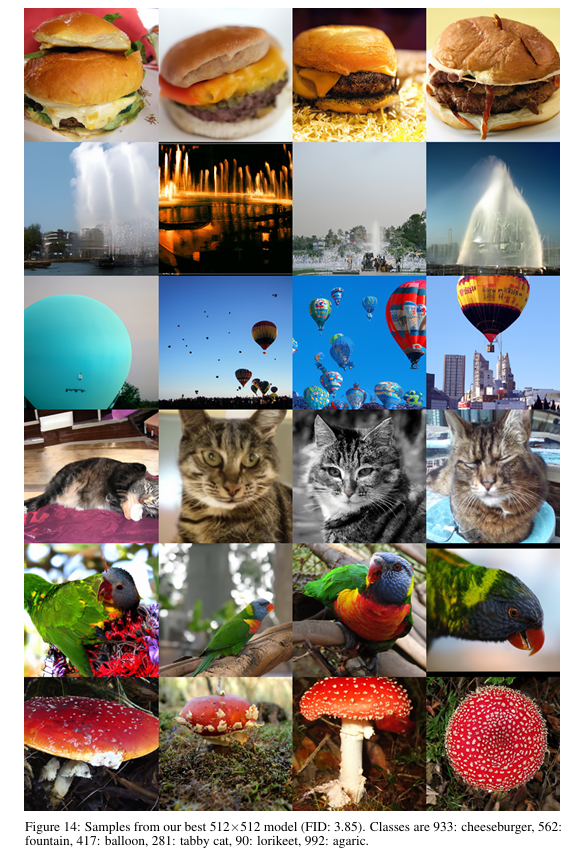 Figure 14: Samples from our best 512×512 model (FID: 3.85). Classes are 933: cheeseburger, 562:
fountain, 417: balloon, 281: tabby cat, 90: lorikeet, 992: agaric.